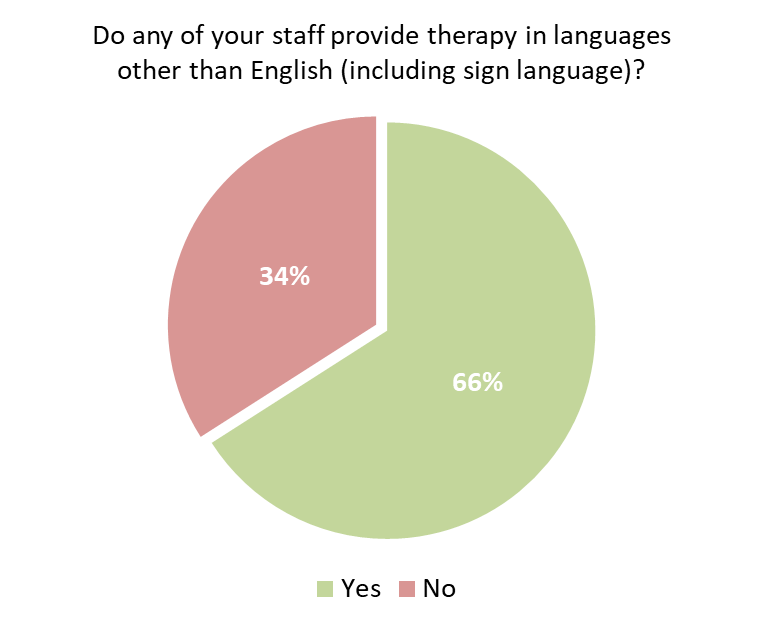 Do any of your staff provide therapy in languages
other than English (including sign language)?
34%
66%
Yes No